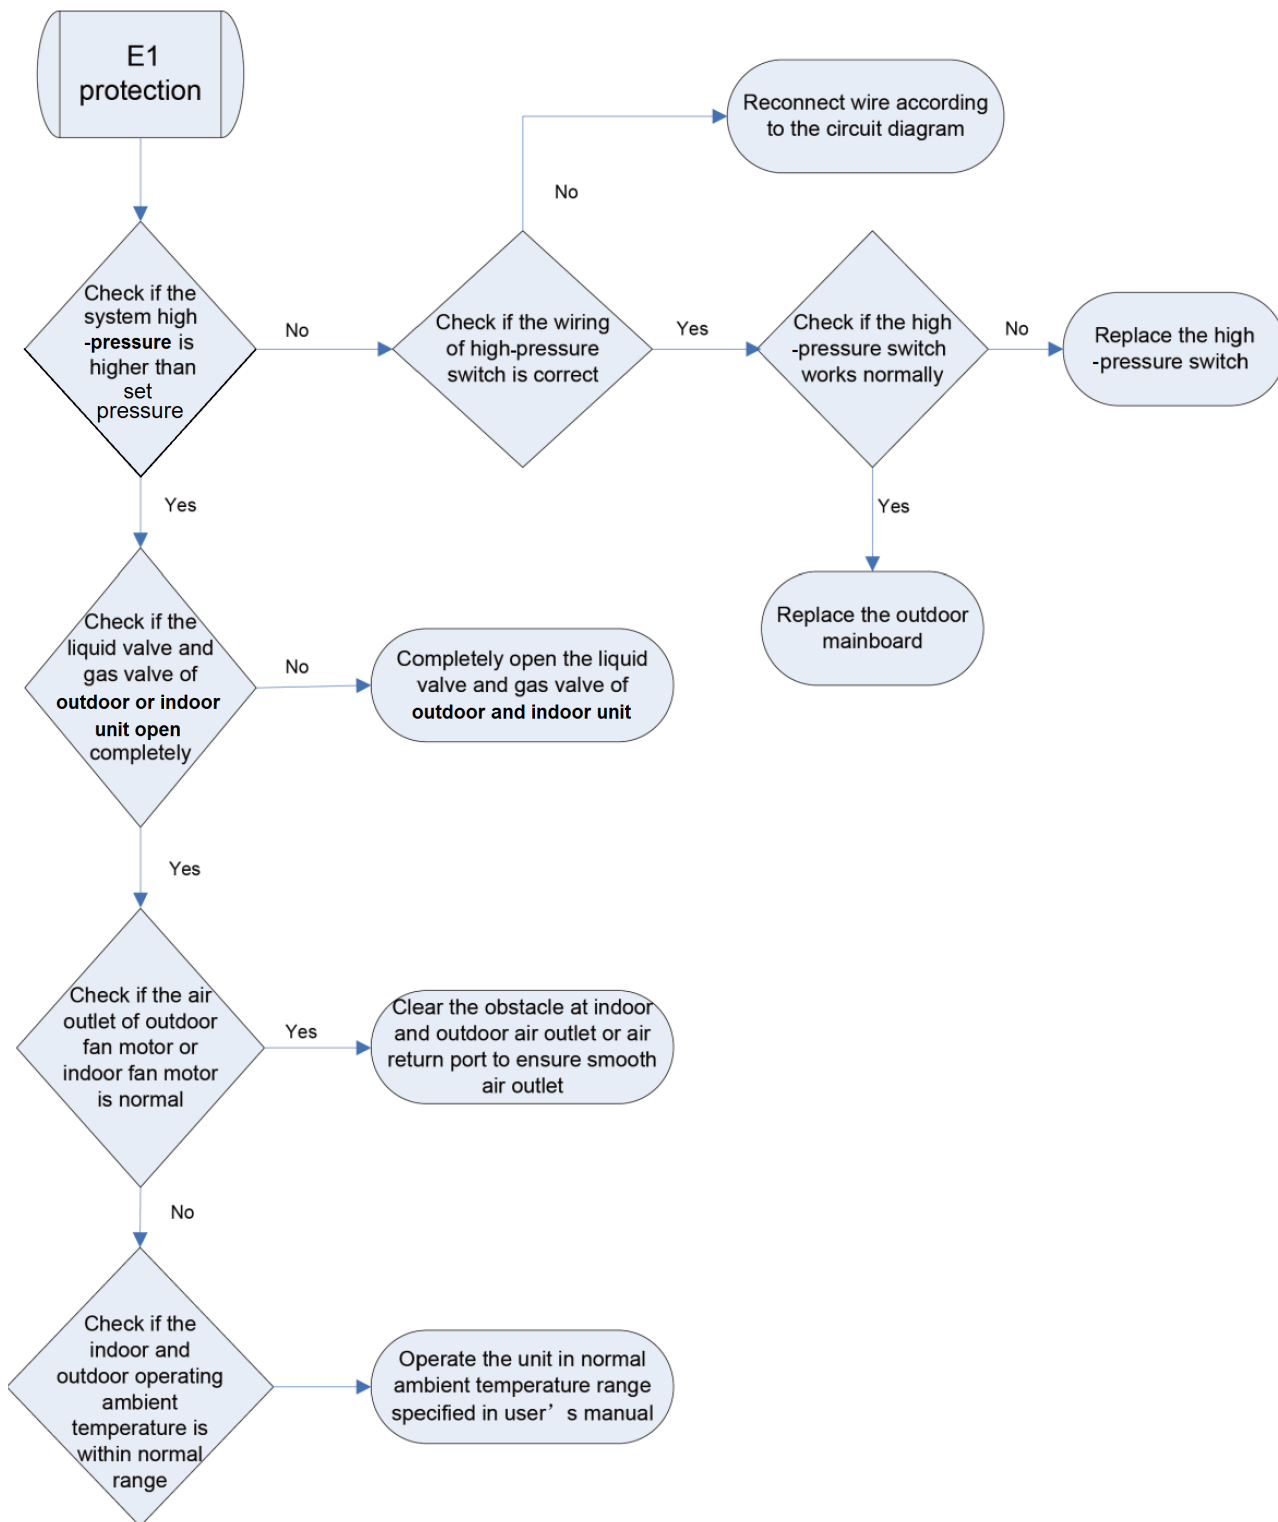 E1
protection
Reconnect wire according
to the circuit diagram
No
Check if the
system high
-pressure is
higher than
set
pressure
No
Check if the wiring
of high-pressure
switch is correct
Yes
Check if the high
-pressure switch
works normally
No
Replace the high
-pressure switch
Yes
Yes
Replace the outdoor
mainboard
Check if the
liquid valve and
gas valve of
outdoor or indoor
unit open
completely
No
Completely open the liquid
valve and gas valve of
outdoor and indoor unit
Yes
Check if the air
outlet of outdoor
fan motor or
indoor fan motor
is normal
Yes
Clear the obstacle at indoor
and outdoor air outlet or air
return port to ensure smooth
air outlet
No
Check if the
indoor and
outdoor operating
ambient
temperature is
within normal
range
Operate the unit in normal
ambient temperature range
specified in user’s manual